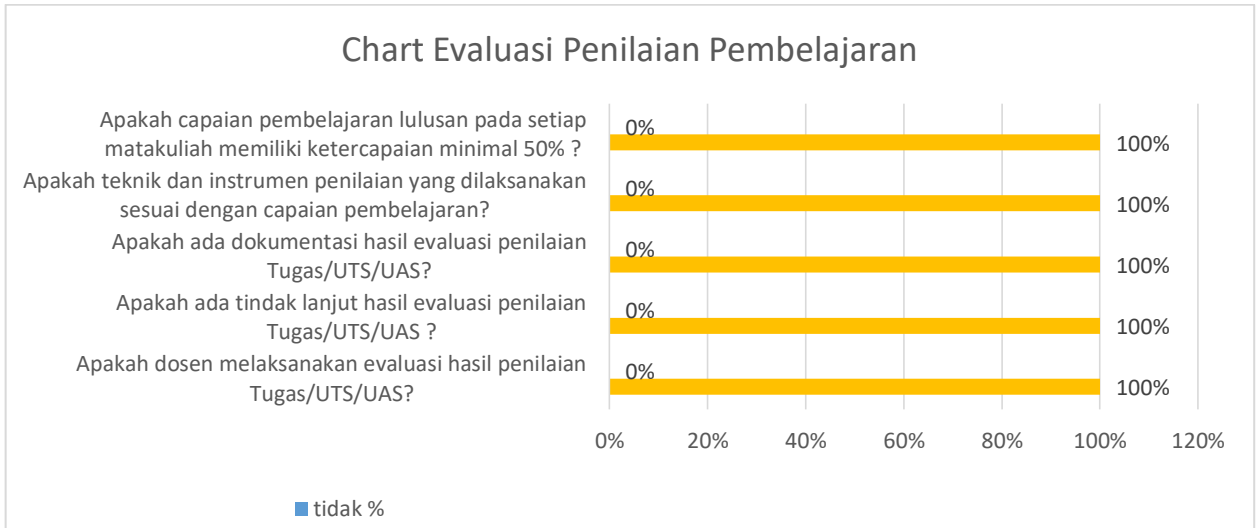 Chart Evaluasi Penilaian Pembelajaran
Apakah capaian pembelajaran lulusan pada setiap
matakuliah memiliki ketercapaian minimal 50% ?
0%
100%
Apakah teknik dan instrumen penilaian yang dilaksanakan
sesuai dengan capaian pembelajaran?
0%
100%
Apakah ada dokumentasi hasil evaluasi penilaian
Tugas/UTS/UAS?
0%
100%
Apakah ada tindak lanjut hasil evaluasi penilaian
Tugas/UTS/UAS ?
0%
100%
Apakah dosen melaksanakan evaluasi hasil penilaian
Tugas/UTS/UAS?
0%
100%
0% 20% 40% 60% 80% 100% 120%
tidak %